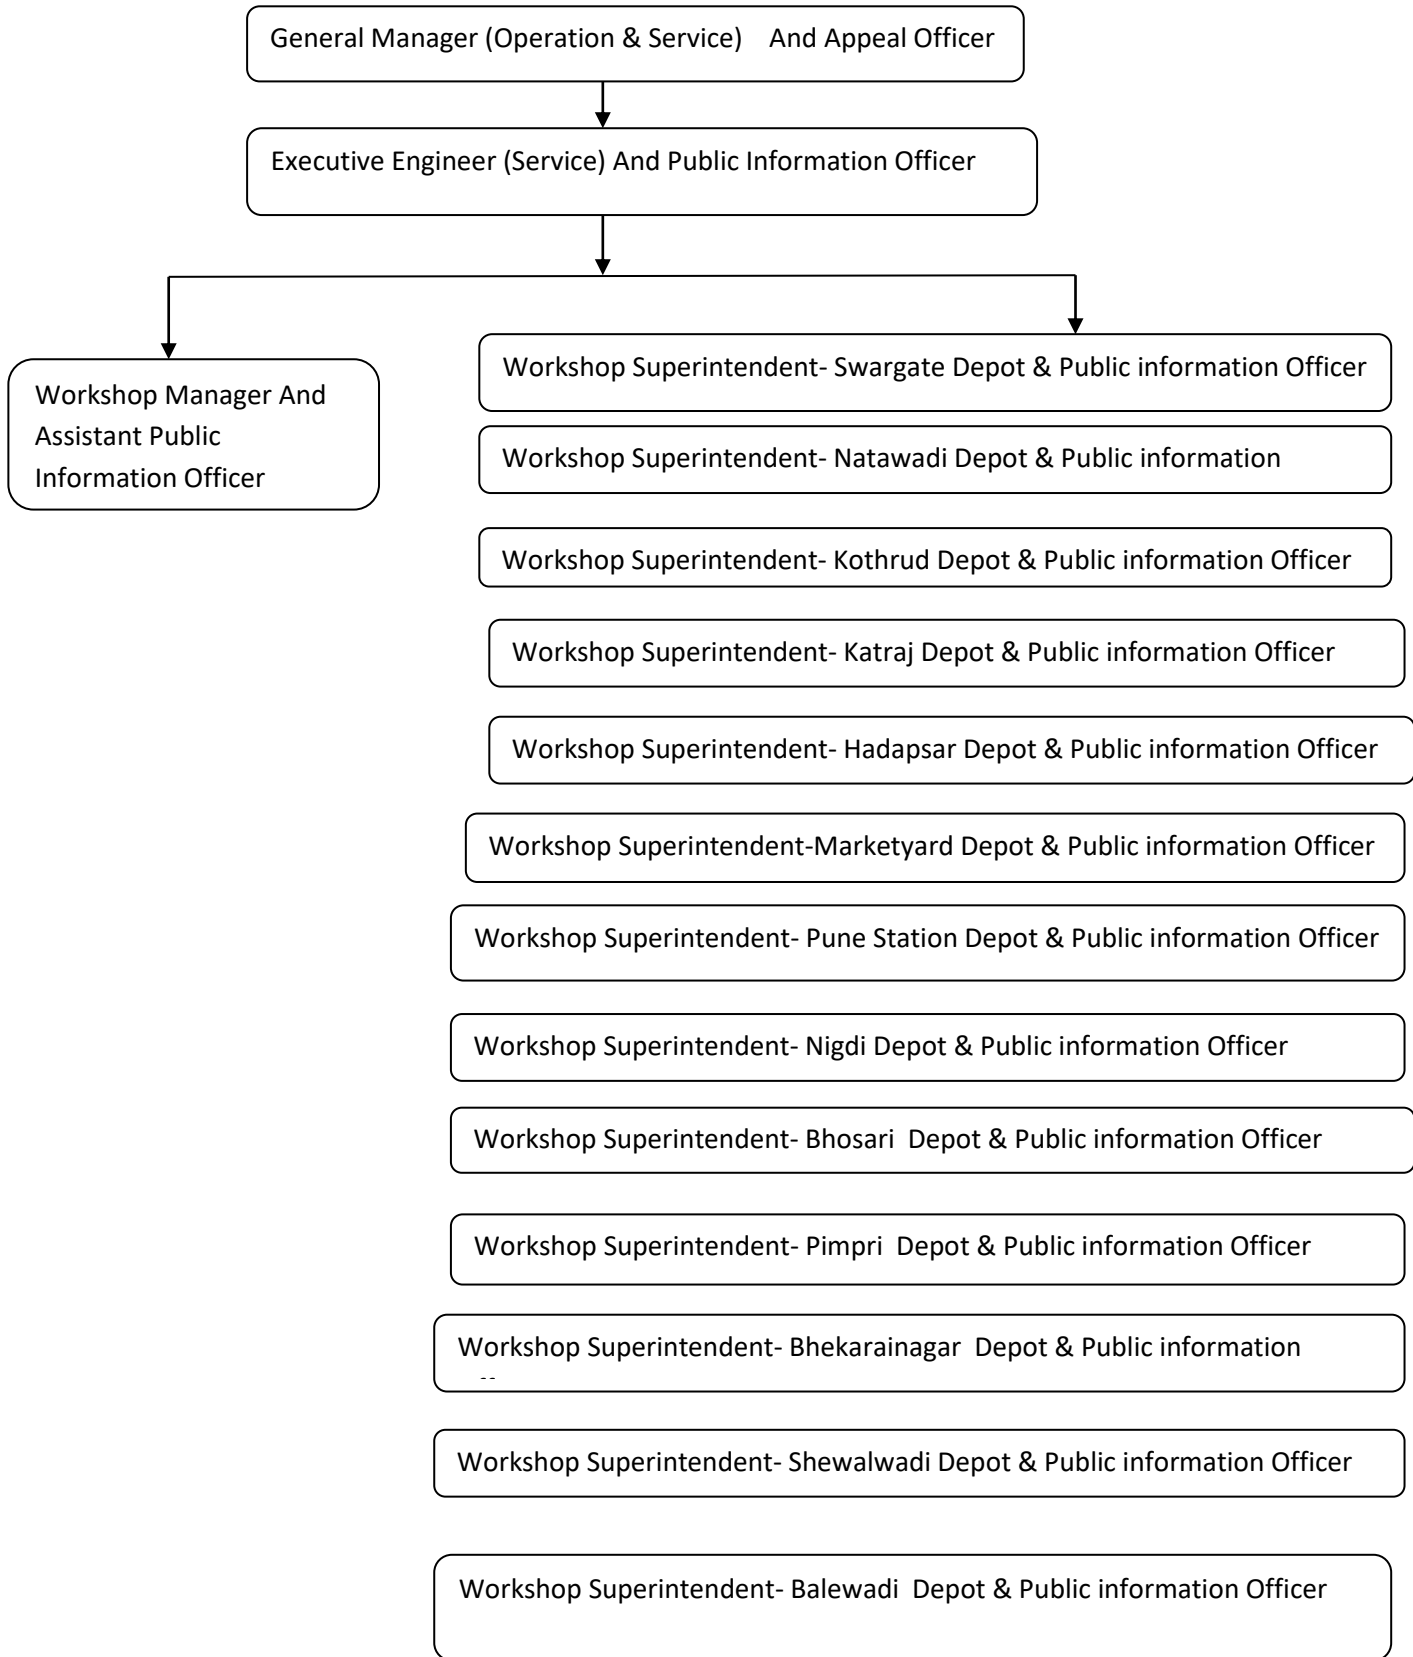 General Manager (Operation & Service) And Appeal Officer
Executive Engineer (Service) And Public Information Officer
Workshop Manager And
Assistant Public
Information Officer
Workshop Superintendent- Swargate Depot & Public information Officer
Workshop Superintendent- Natawadi Depot & Public information
Workshop Superintendent- Kothrud Depot & Public information Officer
Workshop Superintendent- Katraj Depot & Public information Officer
Workshop Superintendent- Hadapsar Depot & Public information Officer
Workshop Superintendent-Marketyard Depot & Public information Officer
Workshop Superintendent- Pune Station Depot & Public information Officer
Workshop Superintendent- Nigdi Depot & Public information Officer
Workshop Superintendent- Bhosari Depot & Public information Officer
Workshop Superintendent- Pimpri Depot & Public information Officer
Workshop Superintendent- Bhekarainagar Depot & Public information
Workshop Superintendent- Shewalwadi Depot & Public information Officer
Workshop Superintendent- Balewadi Depot & Public information Officer